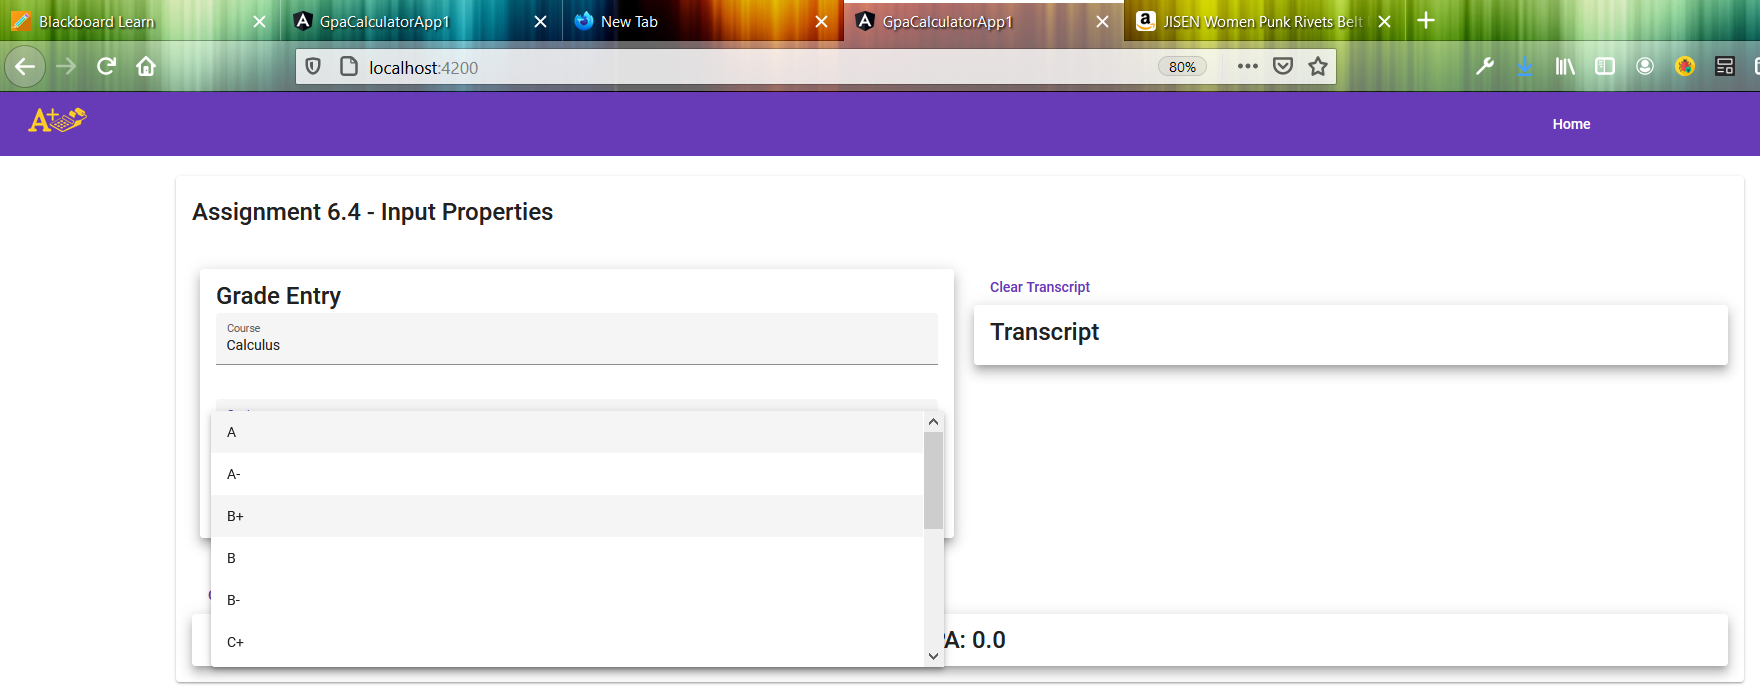 Blackboard Learn
GpaCalculatorApp1
New Tab
GpaCalculatorApp1
a JISEN Women Punk Rivets Belt
localhost:4200
80%
A+
Home
Assignment 6.4 - Input Properties
Grade Entry
Course
Calculus
Clear Transcript
Transcript
A
A-
B+
B
B-
C+
A: 0.0